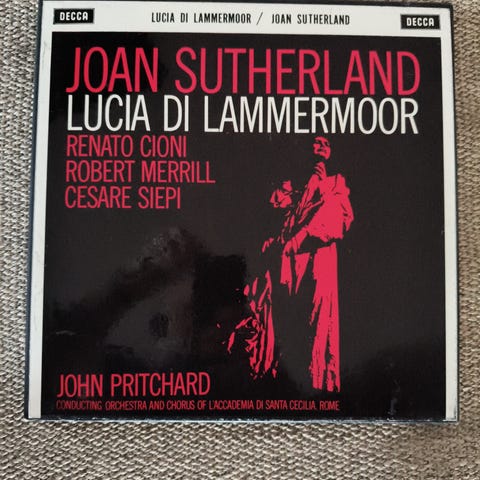 DECCA LUCIA DI LAMMERMOOR / JOAN SUTHERLAND DECCA
JOAN SUTHERLAND
LUCIA DI LAMMERMOOR
RENATO CIONI
ROBERT MERRILL
CESARE SIEPI
JOHN PRITCHARD
CONDUCTING ORCHESTRA AND CHORUS OF L'ACCADEMIA DI SANTA CECILIA, ROME